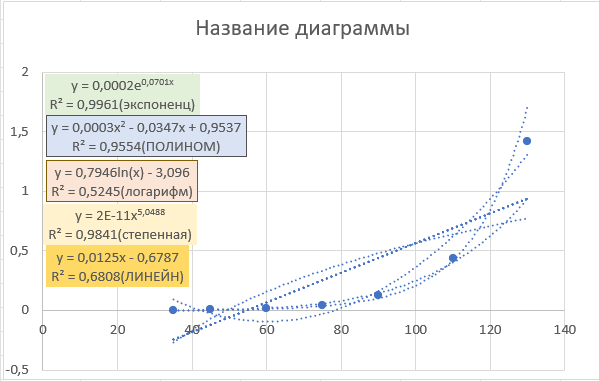 Название диаграммы
2
1,5
1
0,5
0
-0,5
y = 0,0002e^0,0701x
R² = 0,9961(экспоненц)
y = 0,0003x² - 0,0347x + 0,9537
R² = 0,9554(ПОЛИНОМ)
y = 0,7946ln(x) - 3,096
R² = 0,5245(логарифм)
y = 2E-11x^5,0488
R² = 0,9841(степенная)
y = 0,0125x - 0,6787
R² = 0,6808(ЛИНЕЙН)
0 20 40 60 80 100 120 140